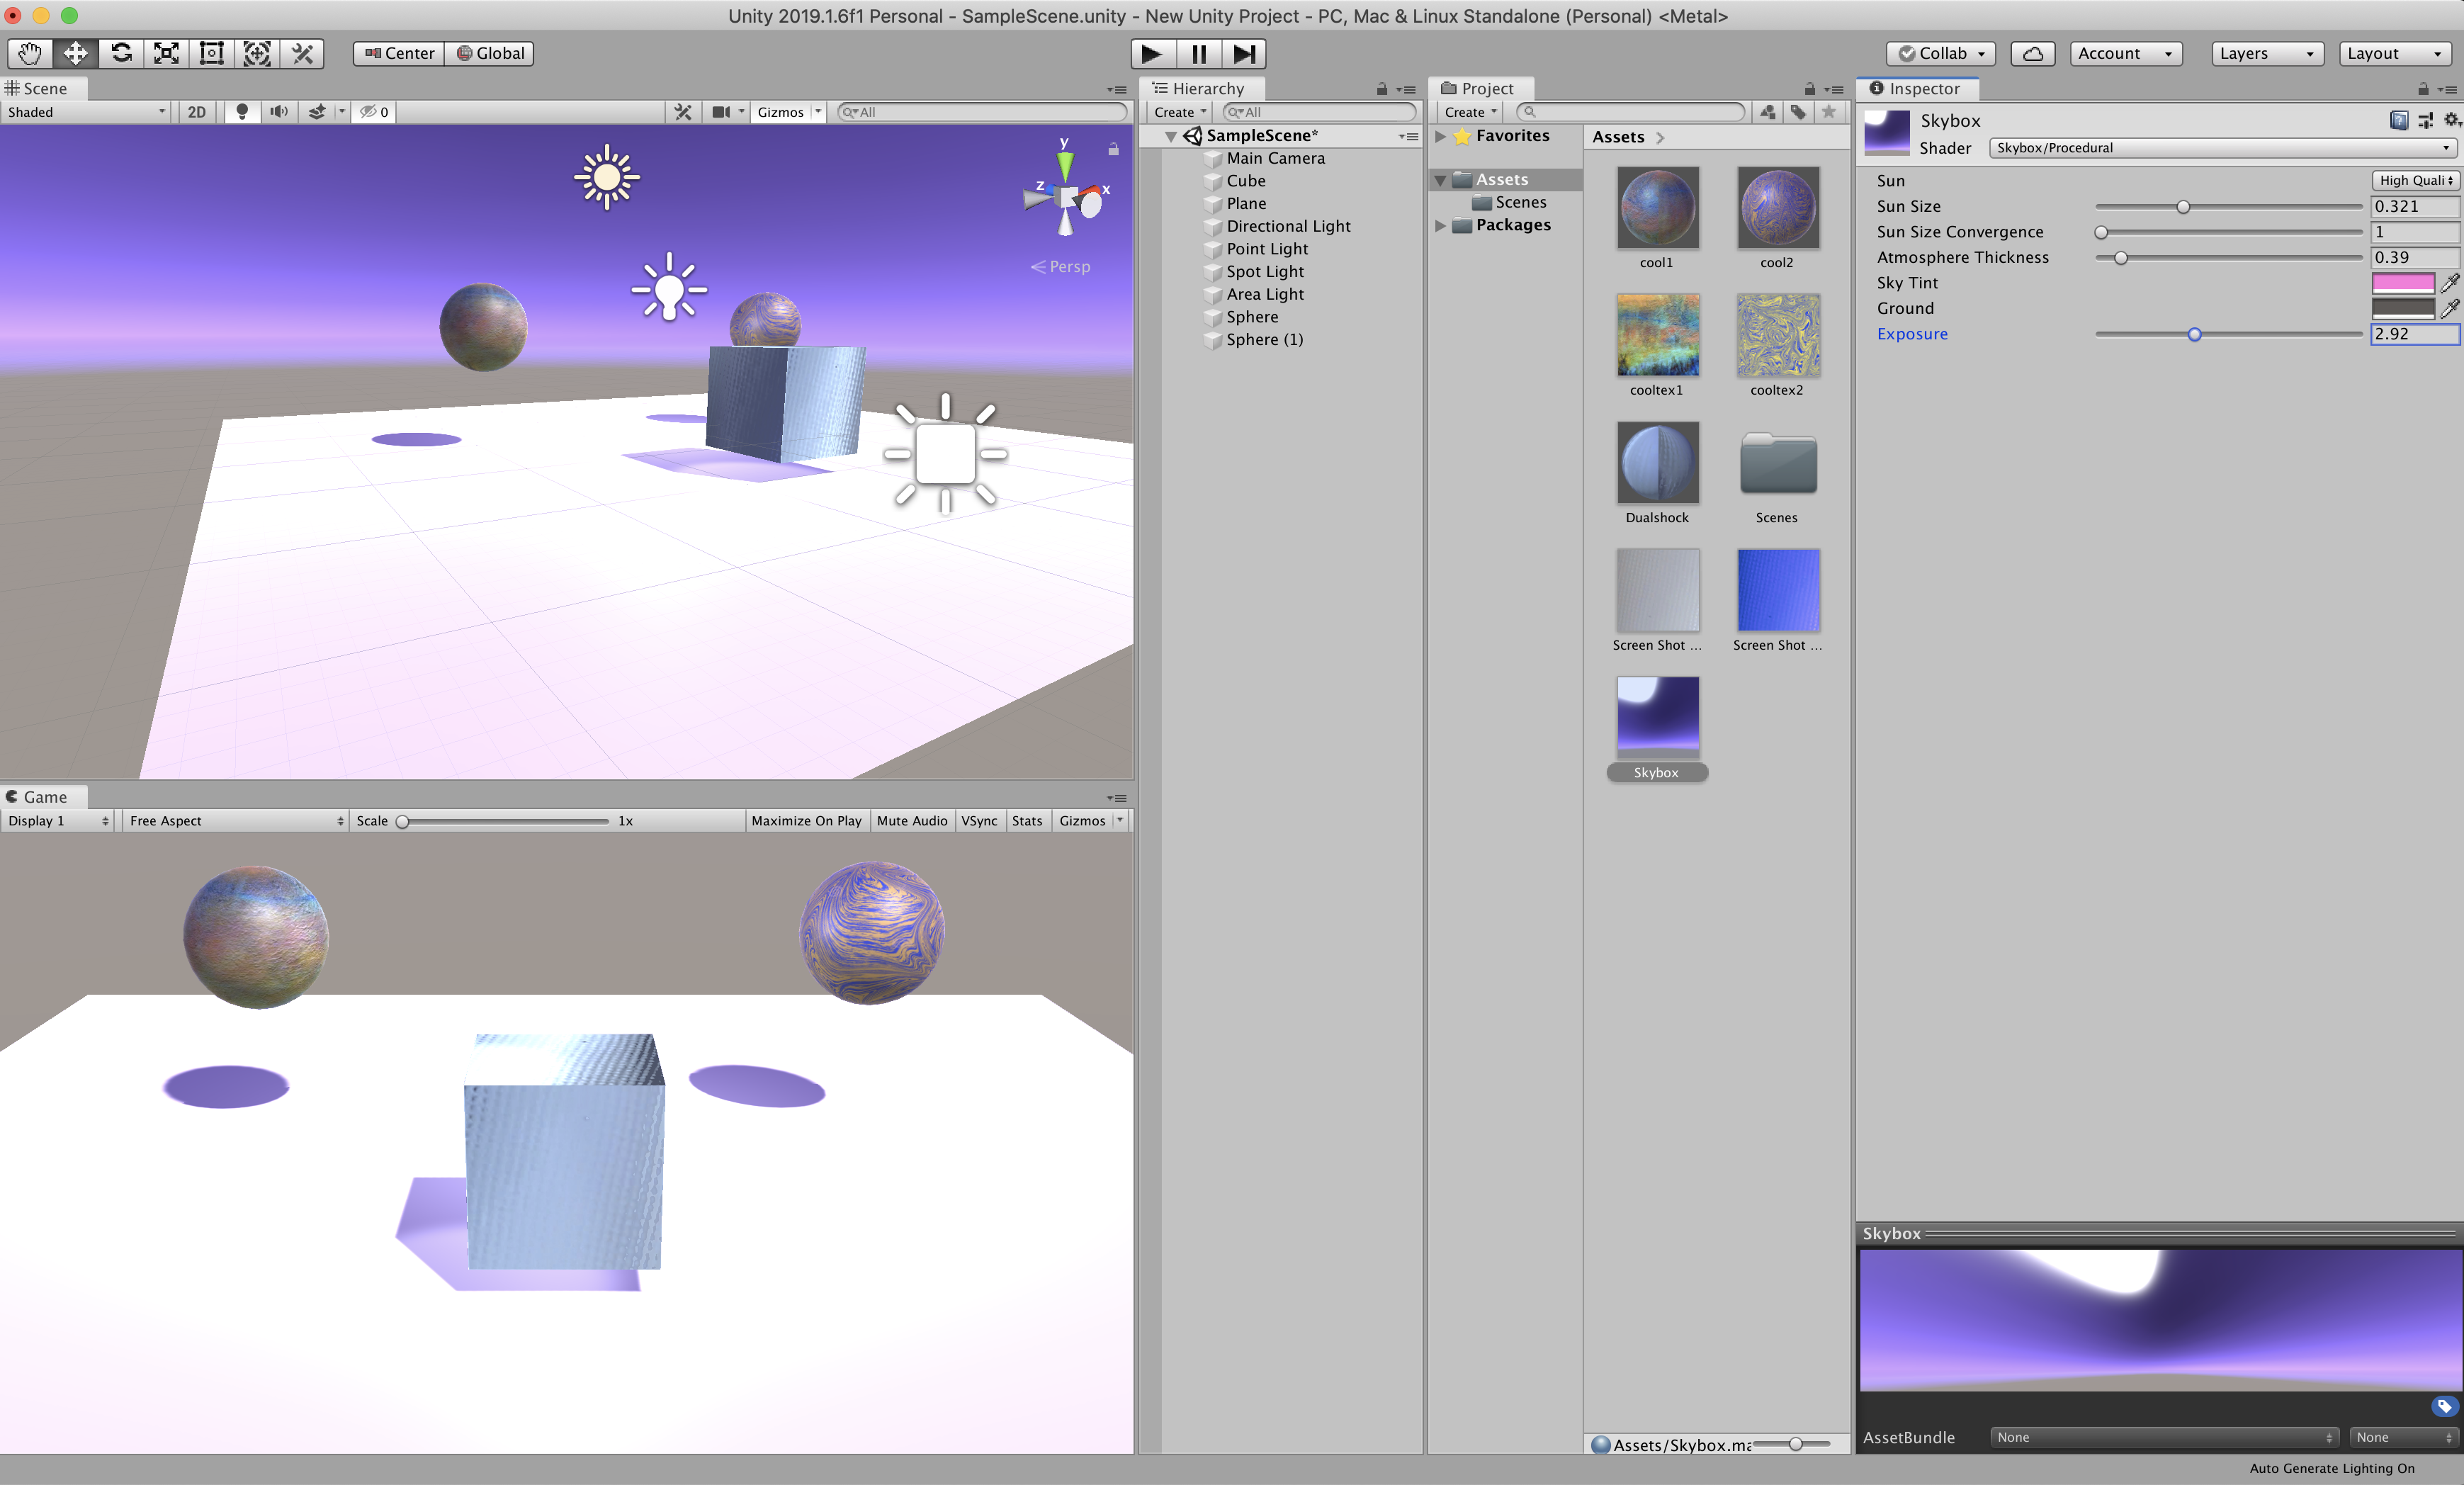 Unity 2019.1.6f1 Personal - SampleScene.unity - New Unity Project - PC, Mac & Linux Standalone (Personal) <Metal>
Center Global
Collab Account Layers Layout
Scene
Shaded 2D 0 Gizmos All
y
z x
Persp
Game
Display 1 Free Aspect Scale 1x Maximize On Play Mute Audio VSync Stats Gizmos
Hierarchy
Create All
SampleScene*
Main Camera
Cube
Plane
Directional Light
Point Light
Spot Light
Area Light
Sphere
Sphere (1)
Project
Create
Favorites
Assets
Scenes
Packages
Assets
cool1 cool2
cooltex1 cooltex2
Dualshock Scenes
Screen Shot ... Screen Shot ...
Skybox
Assets/Skybox.ma
Inspector
Skybox
Shader Skybox/Procedural
Sun High Quali
Sun Size 0.321
Sun Size Convergence 1
Atmosphere Thickness 0.39
Sky Tint
Ground
Exposure 2.92
Skybox
AssetBundle None None
Auto Generate Lighting On